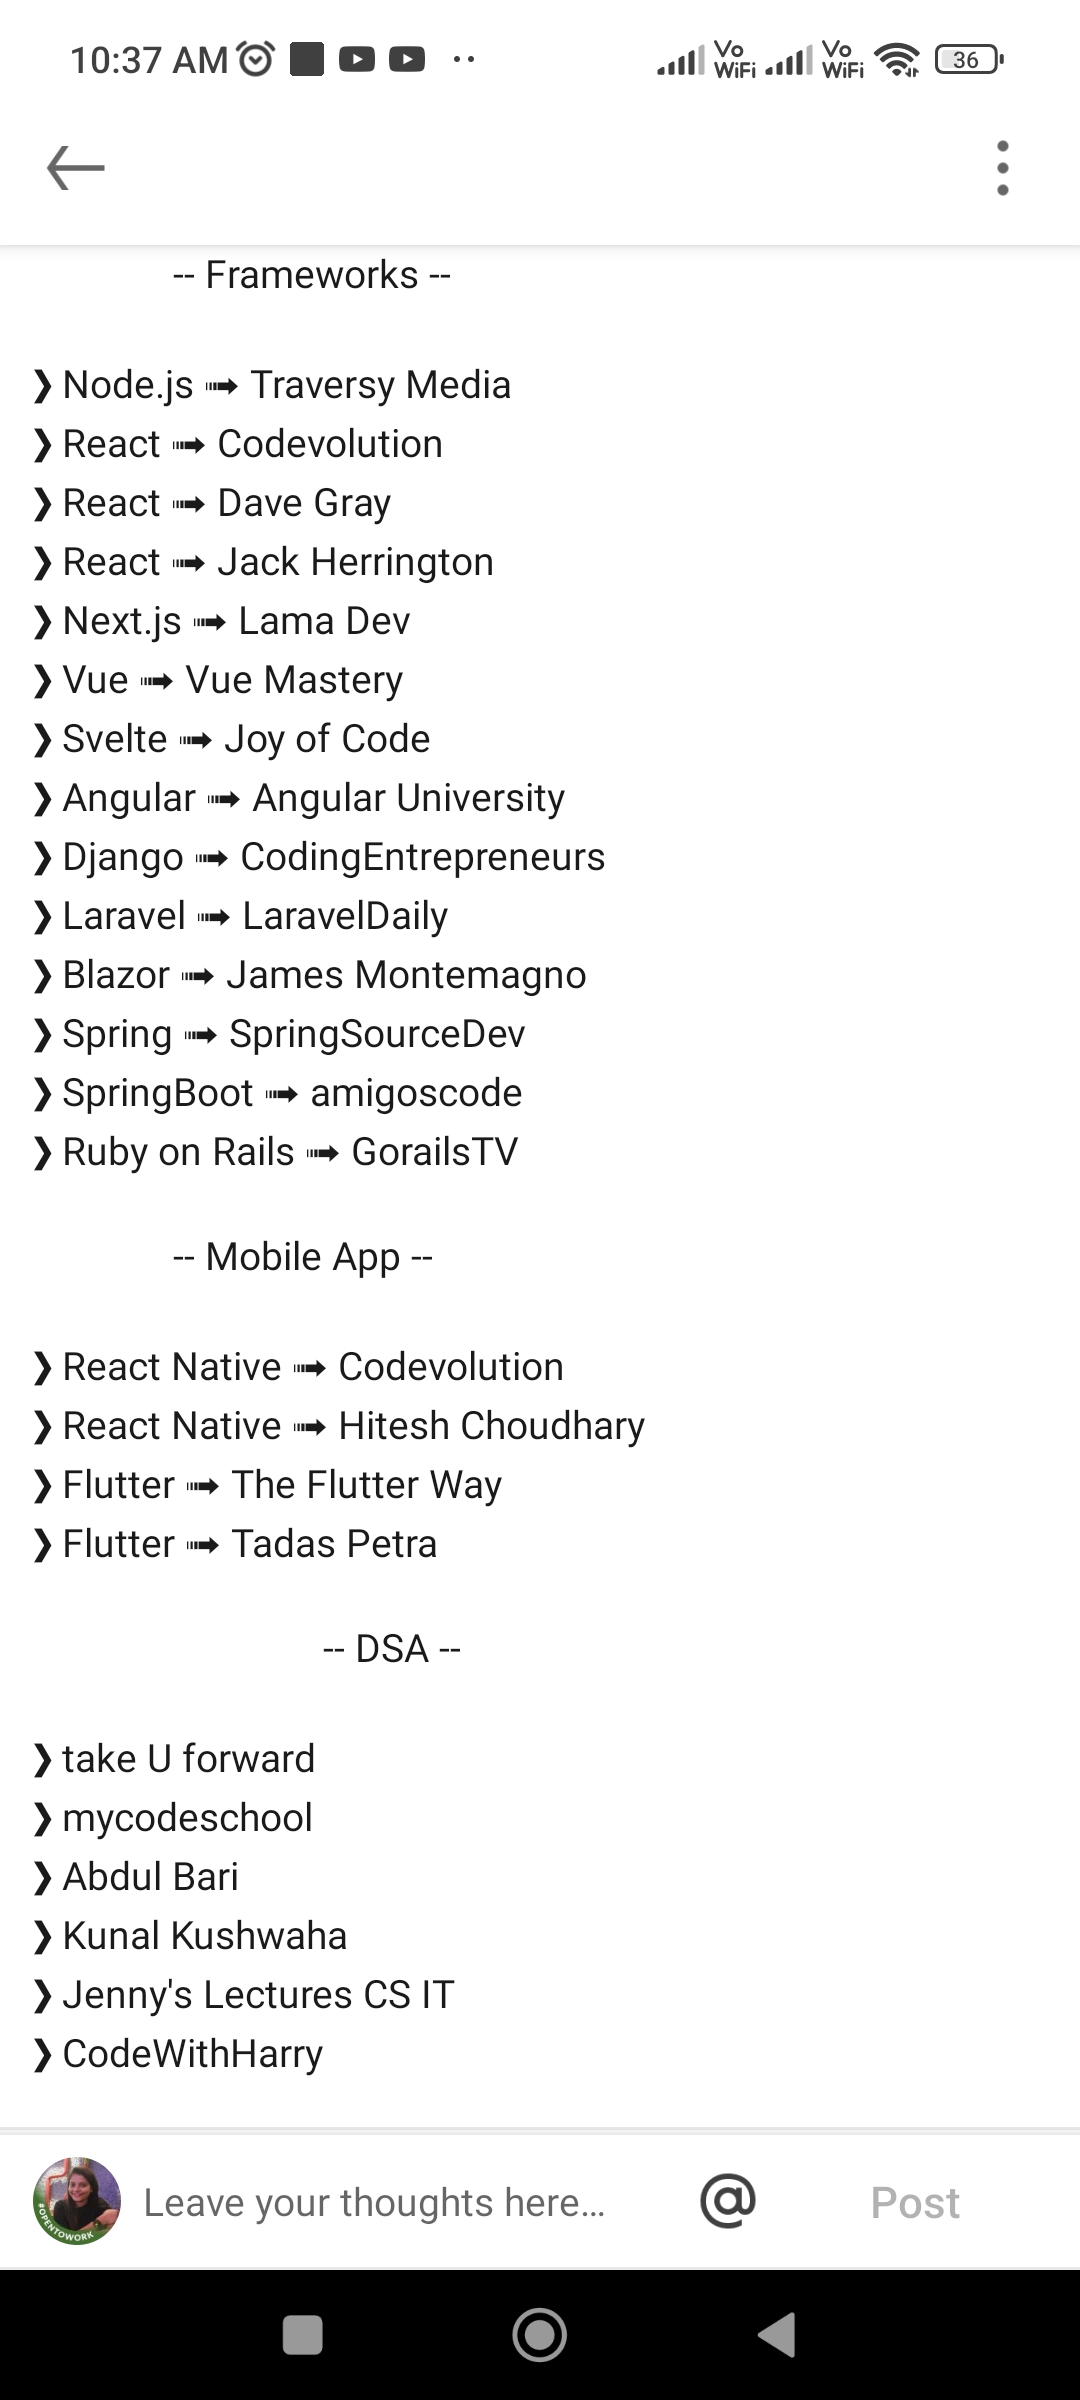 10:37 AM
Vo WiFi Vo WiFi 36
-- Frameworks --
❯ Node.js ➟ Traversy Media
❯ React ➟ Codevolution
❯ React ➟ Dave Gray
❯ React ➟ Jack Herrington
❯ Next.js ➟ Lama Dev
❯ Vue ➟ Vue Mastery
❯ Svelte ➟ Joy of Code
❯ Angular ➟ Angular University
❯ Django ➟ CodingEntrepreneurs
❯ Laravel ➟ LaravelDaily
❯ Blazor ➟ James Montemagno
❯ Spring ➟ SpringSourceDev
❯ SpringBoot ➟ amigoscode
❯ Ruby on Rails ➟ GorailsTV
-- Mobile App --
❯ React Native ➟ Codevolution
❯ React Native ➟ Hitesh Choudhary
❯ Flutter ➟ The Flutter Way
❯ Flutter ➟ Tadas Petra
-- DSA --
❯ take U forward
❯ mycodeschool
❯ Abdul Bari
❯ Kunal Kushwaha
❯ Jenny's Lectures CS IT
❯ CodeWithHarry
#OPENTOWORK
Leave your thoughts here... @ Post